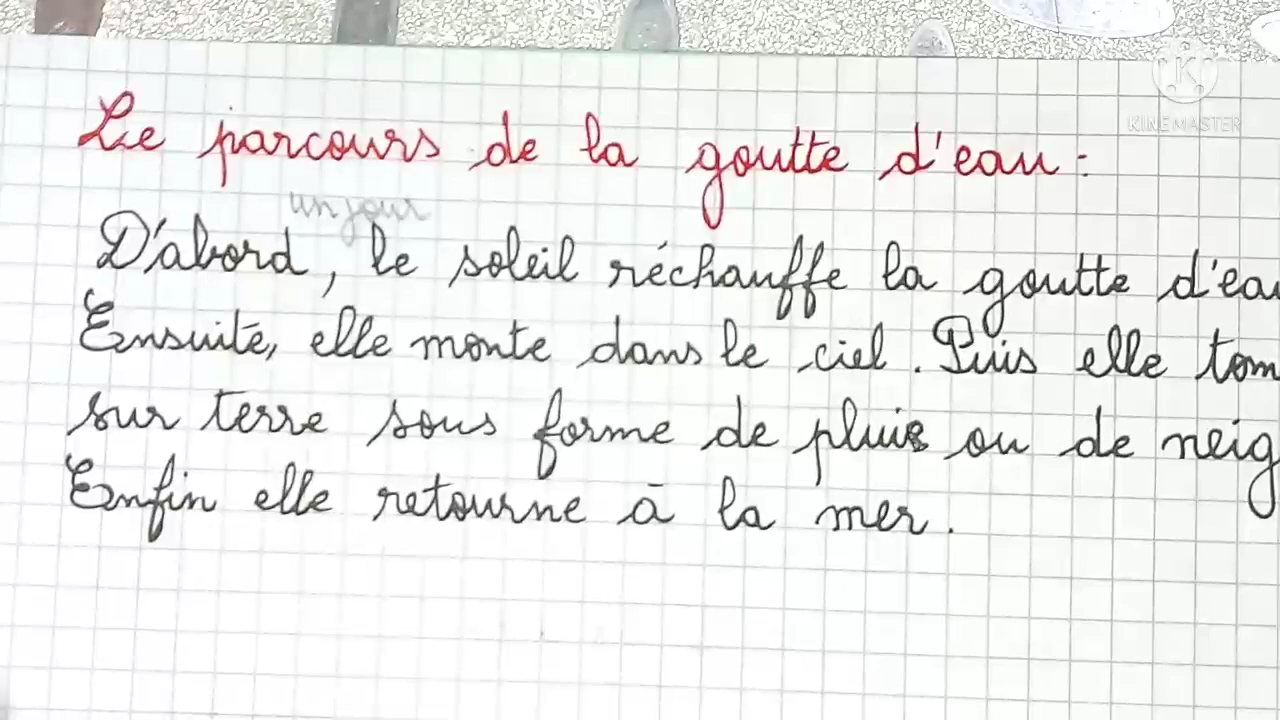 KINEMASTER
Le parcours de la goutte d'eau :
un jour
D'abord, le soleil réchauffe la goutte d'eau
Ensuite, elle monte dans le ciel. Puis elle tom
sur terre sous forme de pluie ou de neig
Enfin elle retourne à la mer.